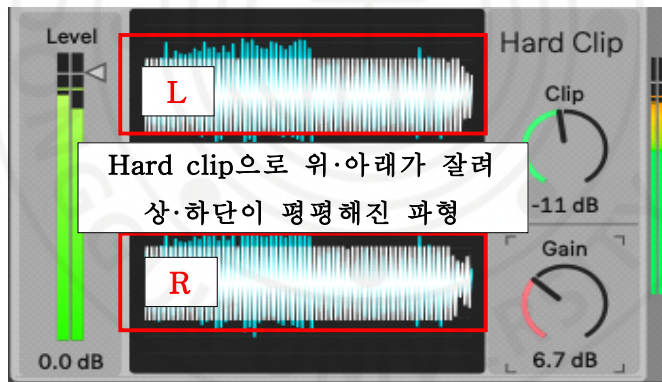 Level
Hard Clip
L
Clip
Hard clip으로 위·아래가 잘려
상·하단이 평평해진 파형
-11 dB
Gain
R
0.0 dB
6.7 dB